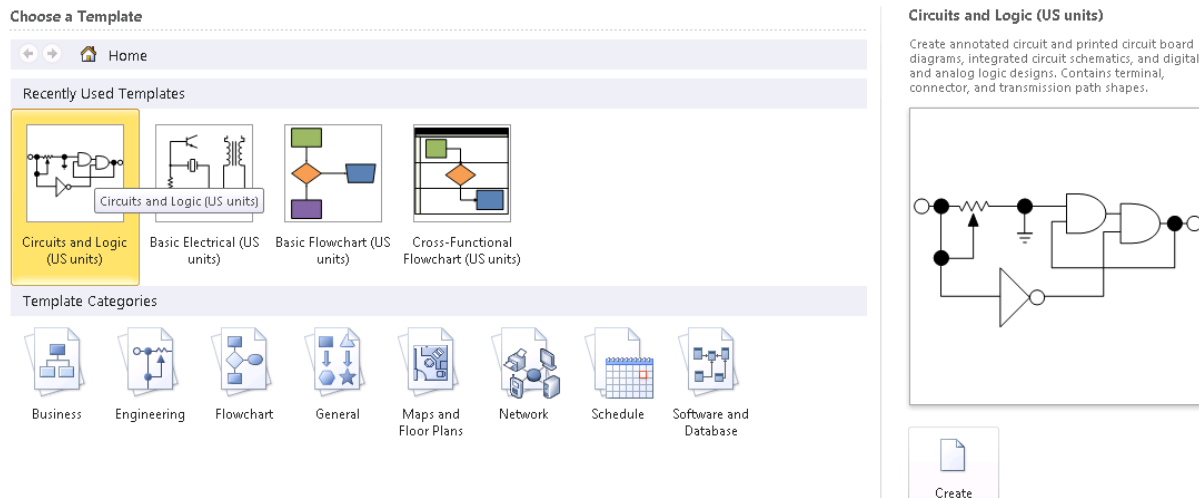 Choose a Template
Home
Recently Used Templates
Circuits and Logic (US units)
Circuits and Logic
(US units)
Basic Electrical (US
units)
Basic Flowchart (US
units)
Cross-Functional
Flowchart (US units)
Template Categories
Business
Engineering
Flowchart
General
Maps and
Floor Plans
Network
Schedule
Software and
Database
Circuits and Logic (US units)
Create annotated circuit and printed circuit board
diagrams, integrated circuit schematics, and digital
and analog logic designs. Contains terminal,
connector, and transmission path shapes.
Create